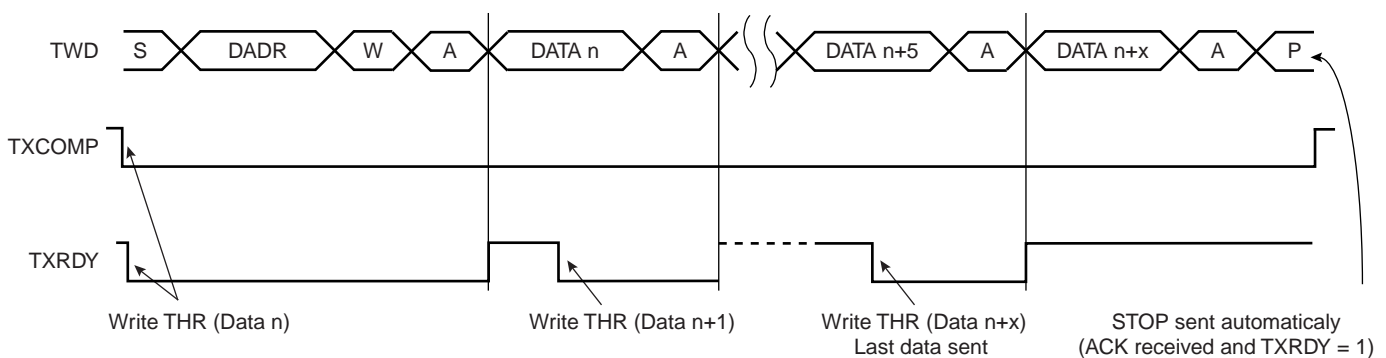 TWD S DADR W A DATA n A DATA n+5 A DATA n+x A P
TXCOMP
TXRDY
Write THR (Data n)
Write THR (Data n+1)
Write THR (Data n+x)
Last data sent
STOP sent automaticaly
(ACK received and TXRDY = 1)